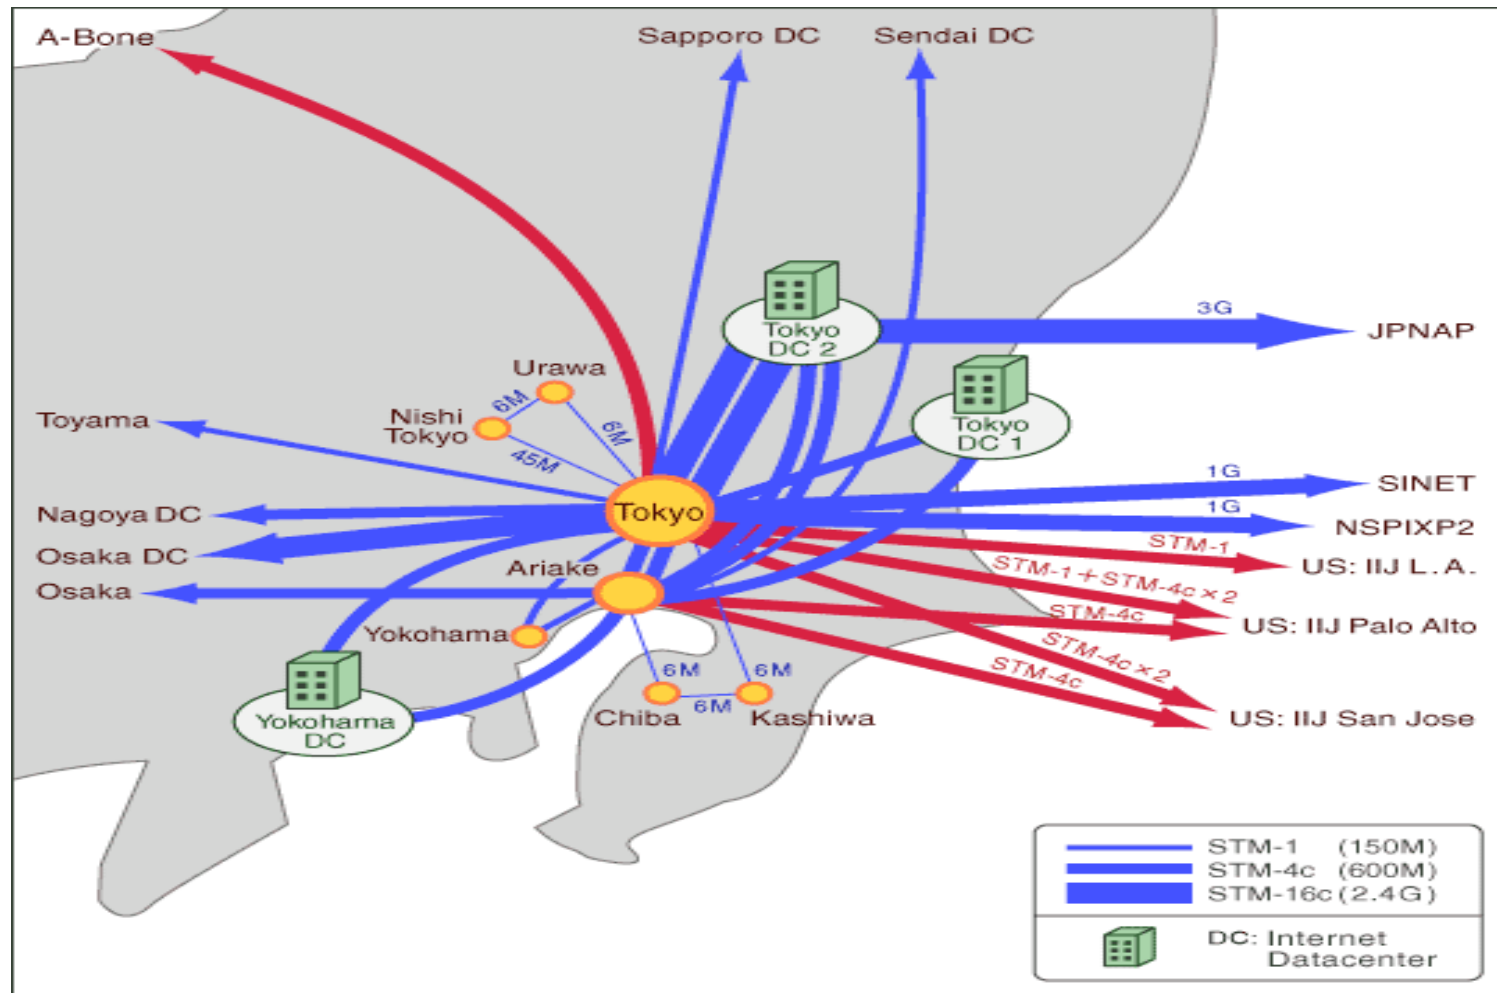 A-Bone
Sapporo DC
Sendai DC
Tokyo
DC 2
3G
JPNAP
Urawa
6M
Nishi
Tokyo
6M
45M
Toyama
Tokyo
DC 1
1G
SINET
Nagoya DC
Tokyo
1G
NSPIXP2
STM-1
US: IIJ L.A.
Osaka DC
Ariake
STM-1+STM-4c×2
Osaka
STM-4c
US: IIJ Palo Alto
Yokohama
STM-4c×2
6M
6M
STM-4c
6M
Chiba
Kashiwa
US: IIJ San Jose
Yokohama
DC
STM-1 (150M)
STM-4c (600M)
STM-16c(2.4G)
DC: Internet
Datacenter